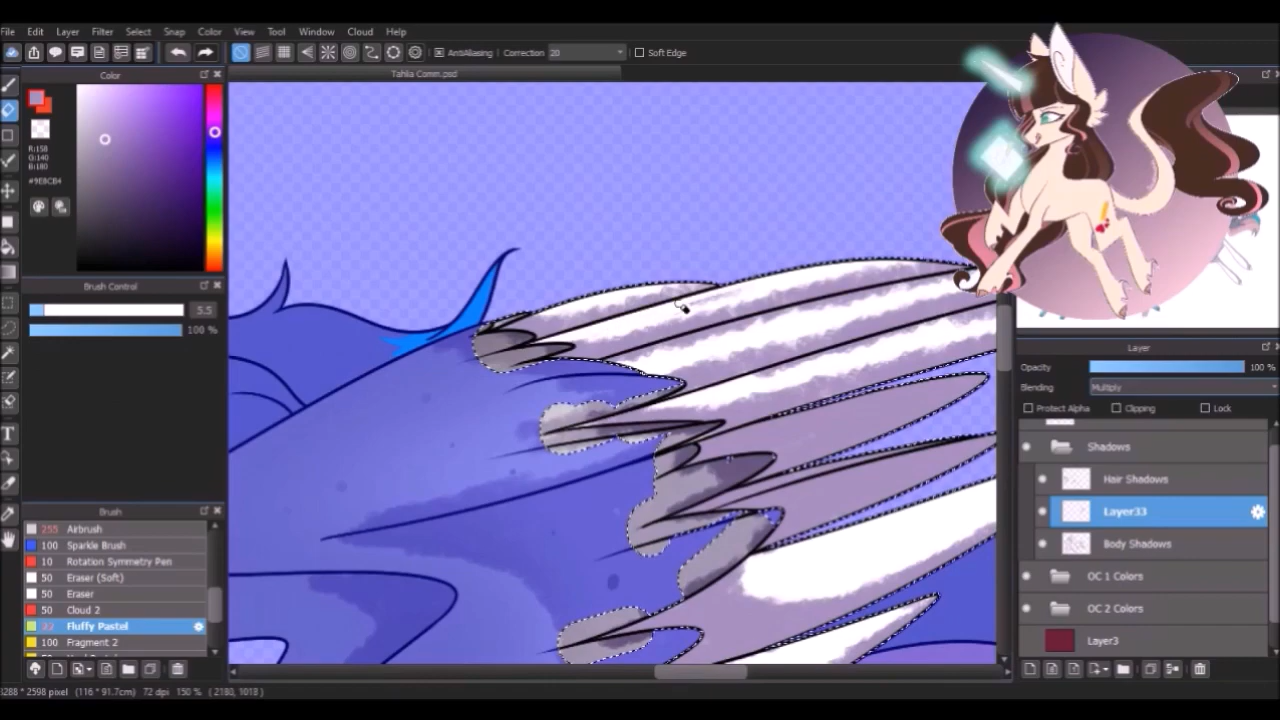 File Edit Layer Filter Select Snap Color View Tool Window Cloud Help
AntiAliasing Correction 20 Soft Edge
Color
Tahlia Comm.psd
R:158
G:140
B:180
#9E8CB4
Brush Control
5.5
100 %
Brush
255 Airbrush
100 Sparkle Brush
10 Rotation Symmetry Pen
50 Eraser (Soft)
50 Eraser
50 Cloud 2
Fluffy Pastel
100 Fragment 2
Layer
Opacity 100 %
Blending Multiply
Protect Alpha Clipping Lock
Shadows
Hair Shadows
Layer33
Body Shadows
OC 1 Colors
OC 2 Colors
Layer3
3288 * 2598 pixel (116 * 91.7cm) 72 dpi 150 % ( 2180, 1018 )